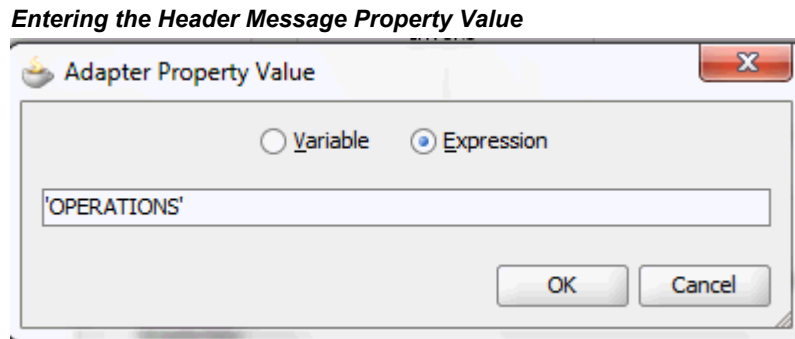 Entering the Header Message Property Value
Adapter Property Value
Variable Expression
'OPERATIONS'
OK Cancel